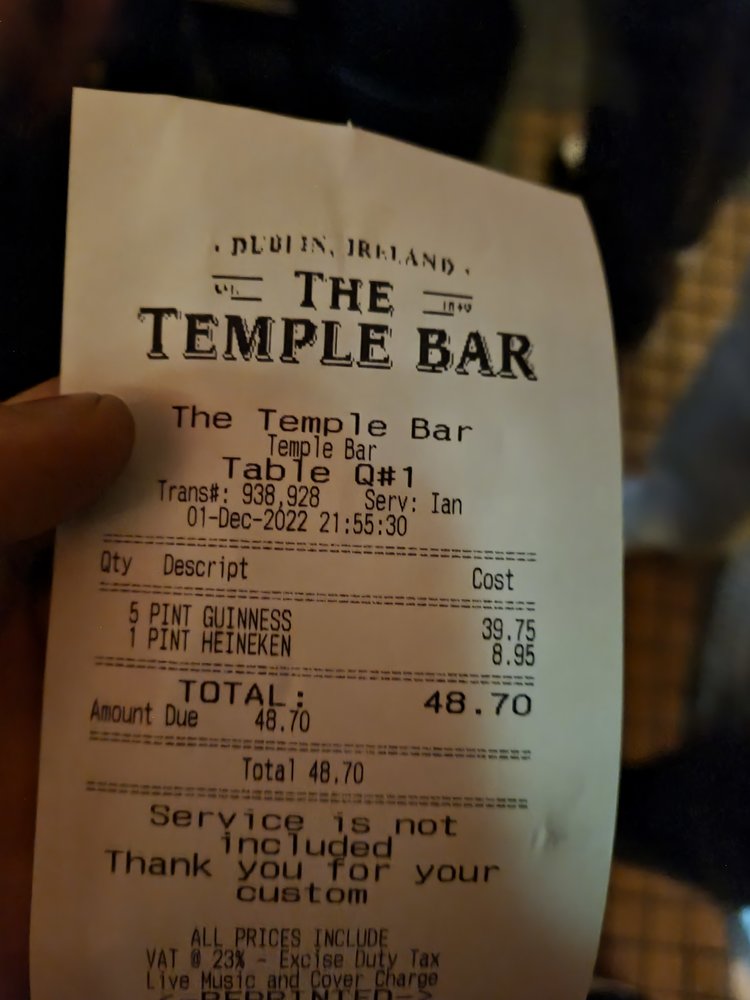 DUBLIN, IRELAND
THE
TEMPLE BAR
The Temple Bar
Temple Bar
Table Q#1
Trans#: 938,928 Serv: Ian
01-Dec-2022 21:55:30
Qty Descript Cost
5 PINT GUINNESS 39.75
1 PINT HEINEKEN 8.95
TOTAL: 48.70
Amount Due 48.70
Total 48.70
Service is not
included
Thank you for your
custom
ALL PRICES INCLUDE
VAT @ 23% - Excise Duty Tax
Live Music and Cover Charge
<--REPRINTED-->